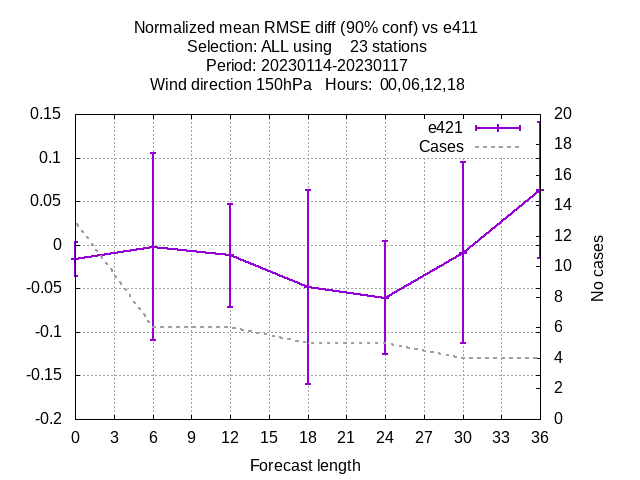 Normalized mean RMSE diff (90% conf) vs e411
Selection: ALL using    23 stations
Period: 20230114-20230117
Wind direction 150hPa   Hours:  00,06,12,18
0.15
0.1
0.05
0
-0.05
-0.1
-0.15
-0.2
e421
Cases
20
18
16
14
12
10
8
6
4
2
0
No cases
0 3 6 9 12 15 18 21 24 27 30 33 36
Forecast length